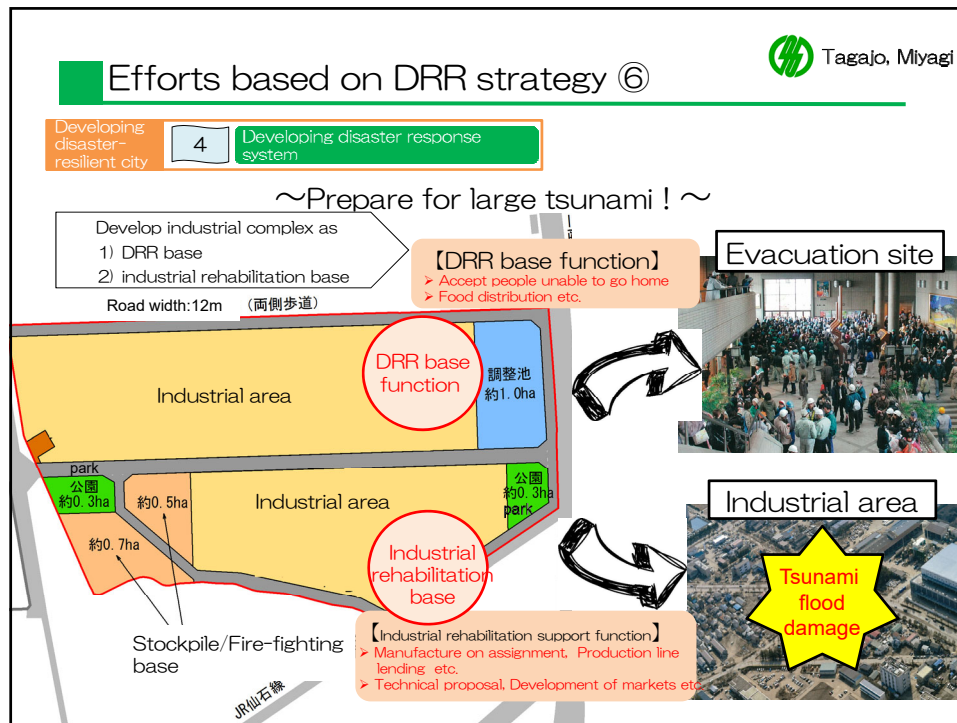 Tagajo, Miyagi
Efforts based on DRR strategy ⑥
Developing
disaster-
resilient city
4
Developing disaster response
system
～Prepare for large tsunami！～
Develop industrial complex as
1) DRR base
2) industrial rehabilitation base
Road width:12m (両側歩道)
【DRR base function】
➢ Accept people unable to go home
➢ Food distribution etc.
Evacuation site
DRR base
function
調整池
約1.0ha
Industrial area
park
公園
約0.3ha
約0.5ha
Industrial area
公園
約0.3ha
park
約0.7ha
Industrial
rehabilitation
base
Industrial area
Tsunami
flood
damage
Stockpile/Fire-fighting
base
JR仙石線
【Industrial rehabilitation support function】
➢ Manufacture on assignment, Production line
lending etc.
➢ Technical proposal, Development of markets etc